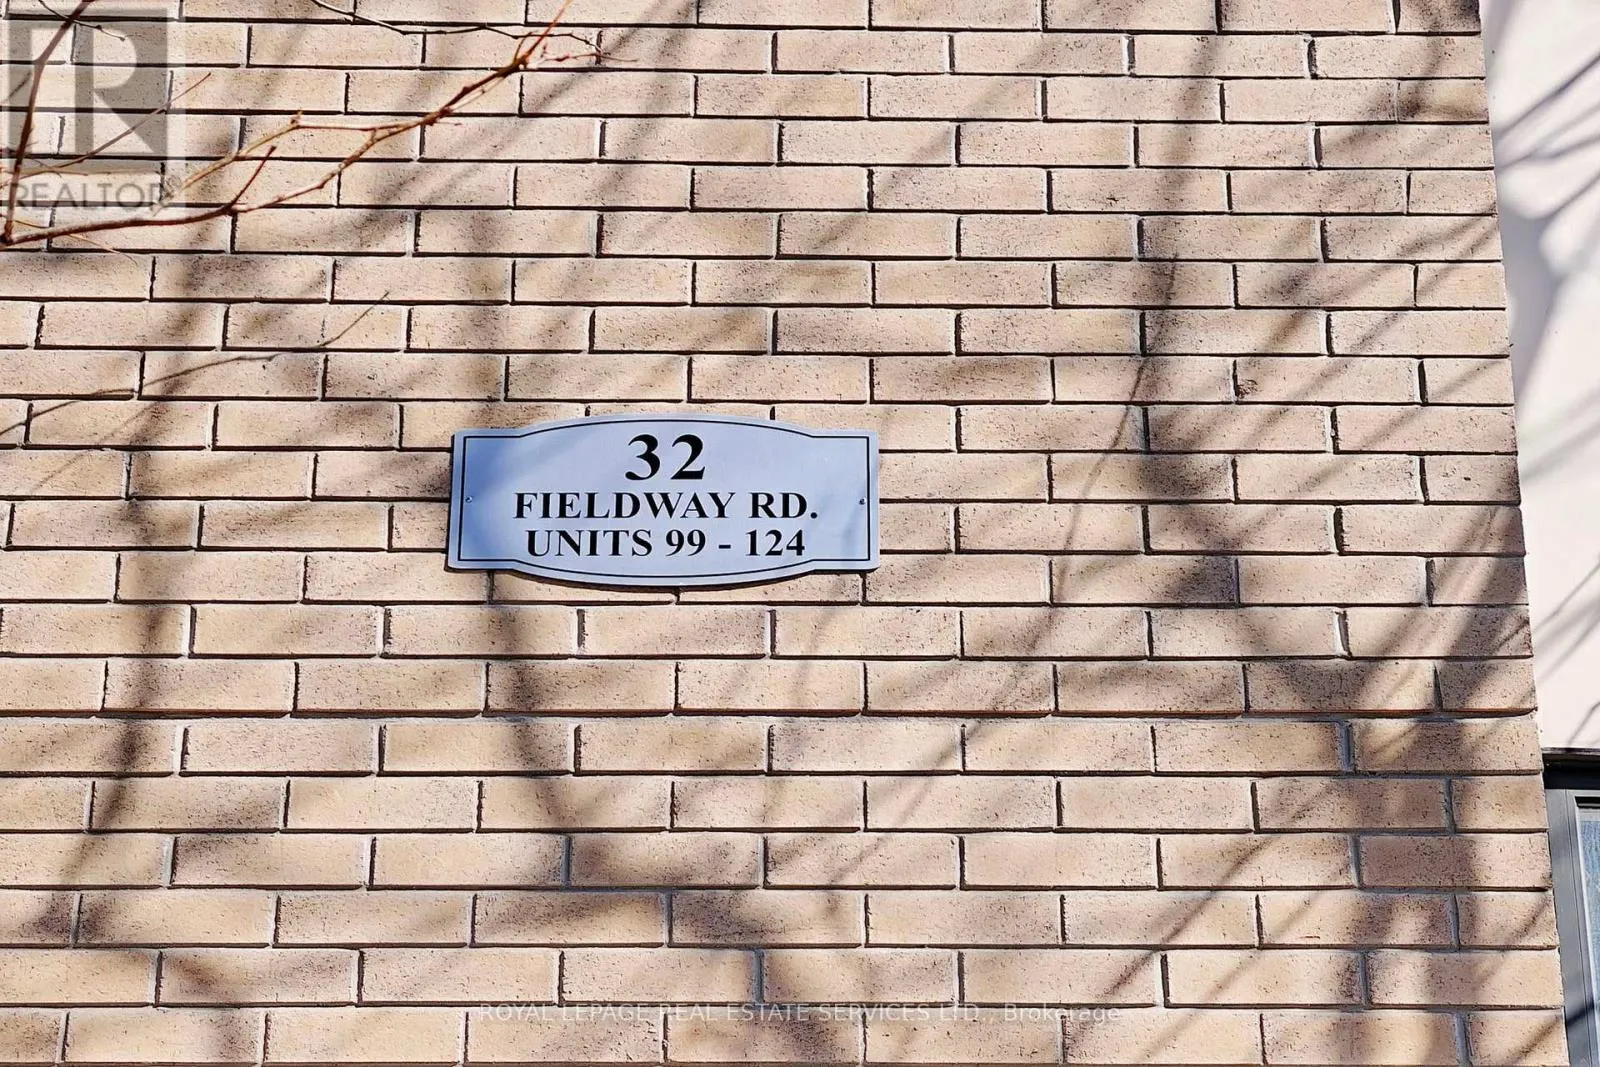 R
REALTOR®
32
FIELDWAY RD.
UNITS 99 - 124
ROYAL LEPAGE REAL ESTATE SERVICES LTD., Brokerage